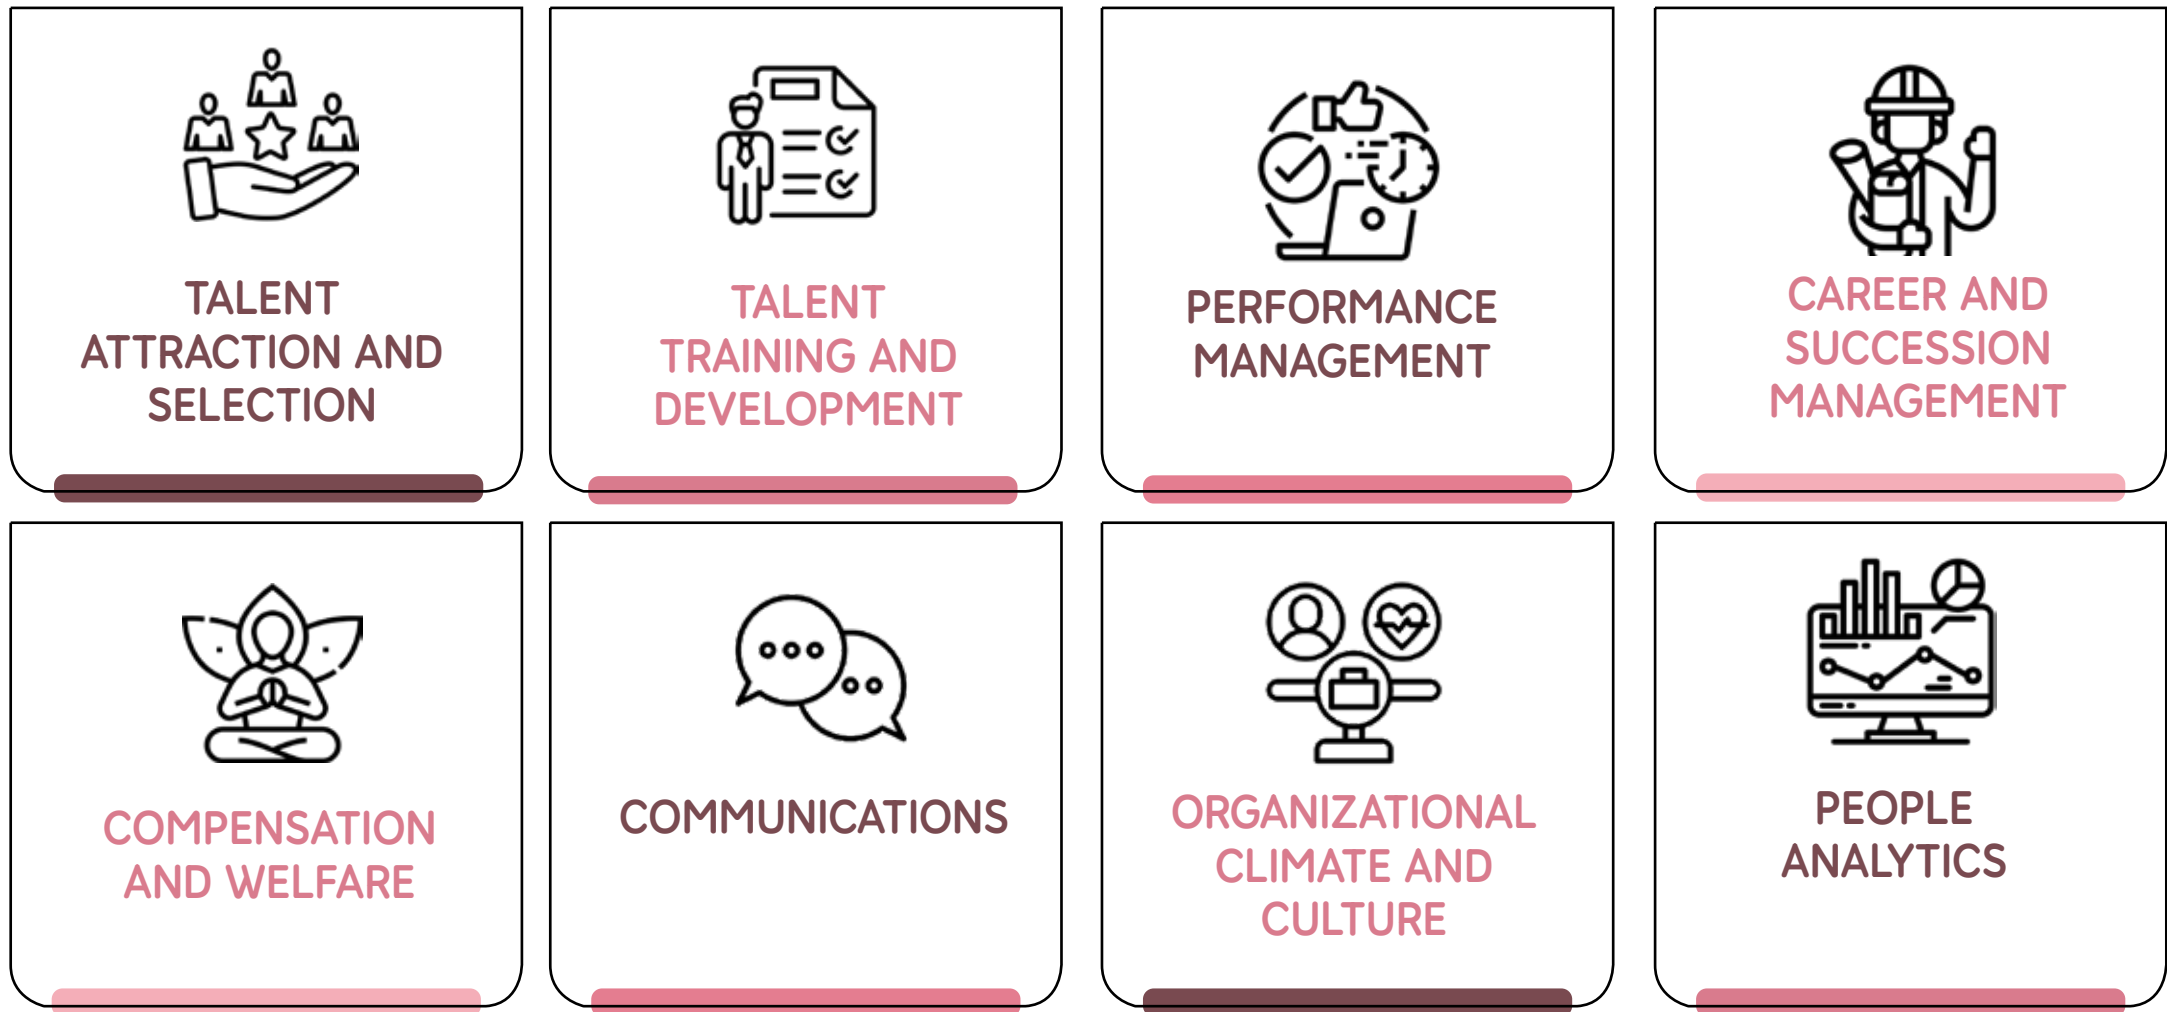 TALENT
ATTRACTION AND
SELECTION
TALENT
TRAINING AND
DEVELOPMENT
PERFORMANCE
MANAGEMENT
CAREER AND
SUCCESSION
MANAGEMENT
COMPENSATION
AND WELFARE
COMMUNICATIONS
ORGANIZATIONAL
CLIMATE AND
CULTURE
PEOPLE
ANALYTICS